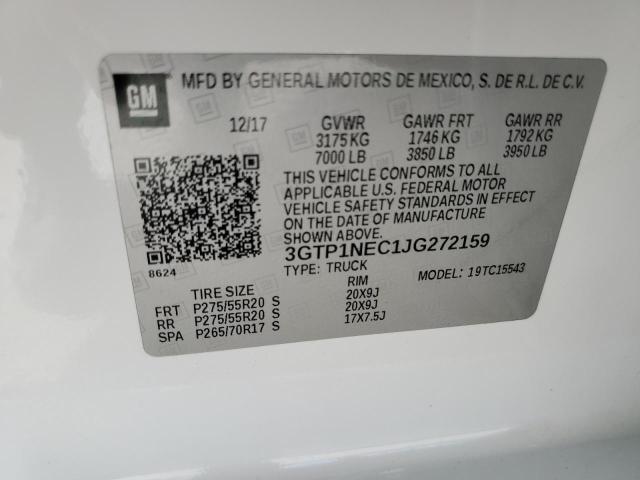 GM
MFD BY GENERAL MOTORS DE MEXICO, S. DE R.L. DE C.V.
12/17 GVWR GAWR FRT GAWR RR
3175 KG 1746 KG 1792 KG
7000 LB 3850 LB 3950 LB
THIS VEHICLE CONFORMS TO ALL
APPLICABLE U.S. FEDERAL MOTOR
VEHICLE SAFETY STANDARDS IN EFFECT
ON THE DATE OF MANUFACTURE SHOWN ABOVE.
3GTP1NEC1JG272159
8624
TYPE: TRUCK MODEL: 19TC15543
TIRE SIZE RIM
FRT P275/55R20 S 20X9J
RR P275/55R20 S 20X9J
SPA P265/70R17 S 17X7.5J